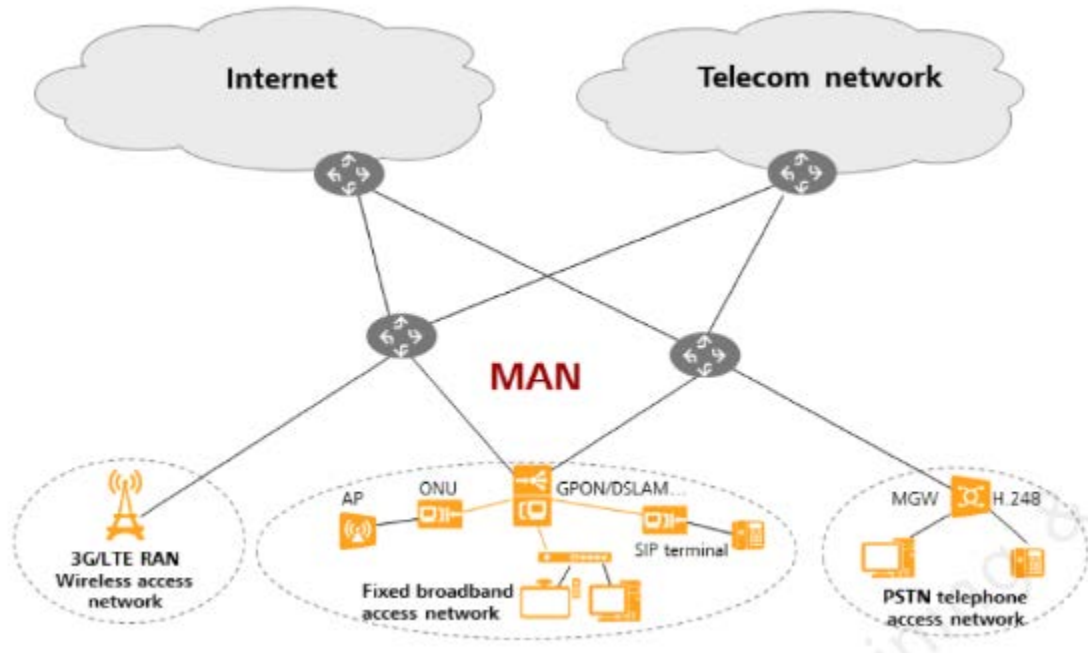 Internet
Telecom network
MAN
AP
ONU
GPON/DSLAM...
MGW
H.248
SIP terminal
3G/LTE RAN
Wireless access
network
Fixed broadband
access network
PSTN telephone
access network